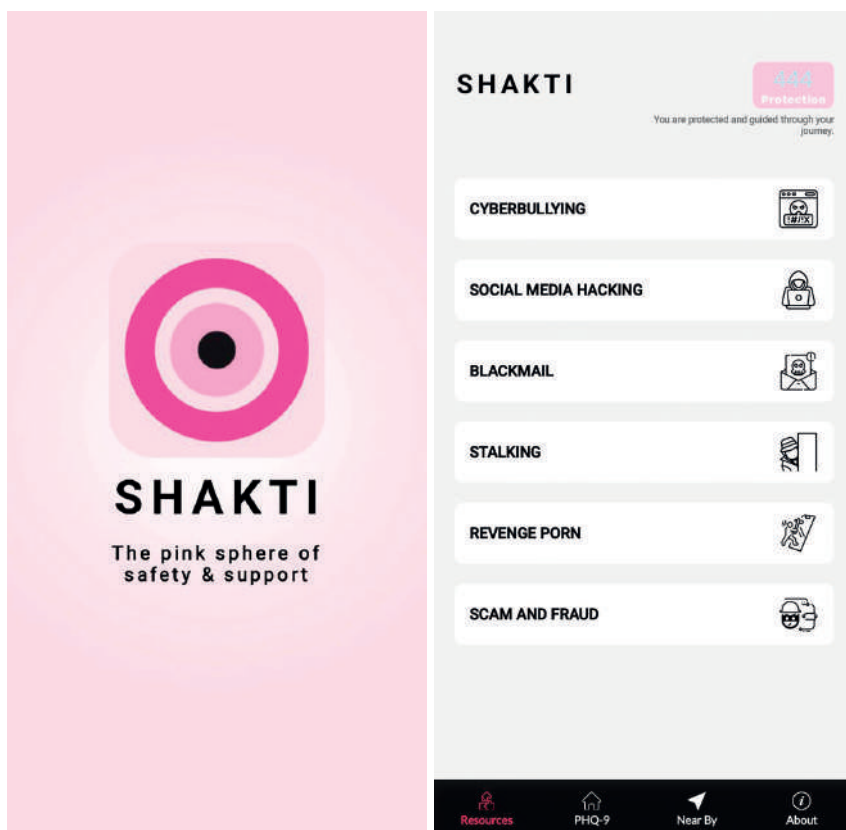 SHAKTI
The pink sphere of
safety & support
SHAKTI
444
Protection
You are protected and guided through your
journey.
CYBERBULLYING
!#/!X
SOCIAL MEDIA HACKING
BLACKMAIL
STALKING
REVENGE PORN
SCAM AND FRAUD
Resources
PHQ-9
Near By
About